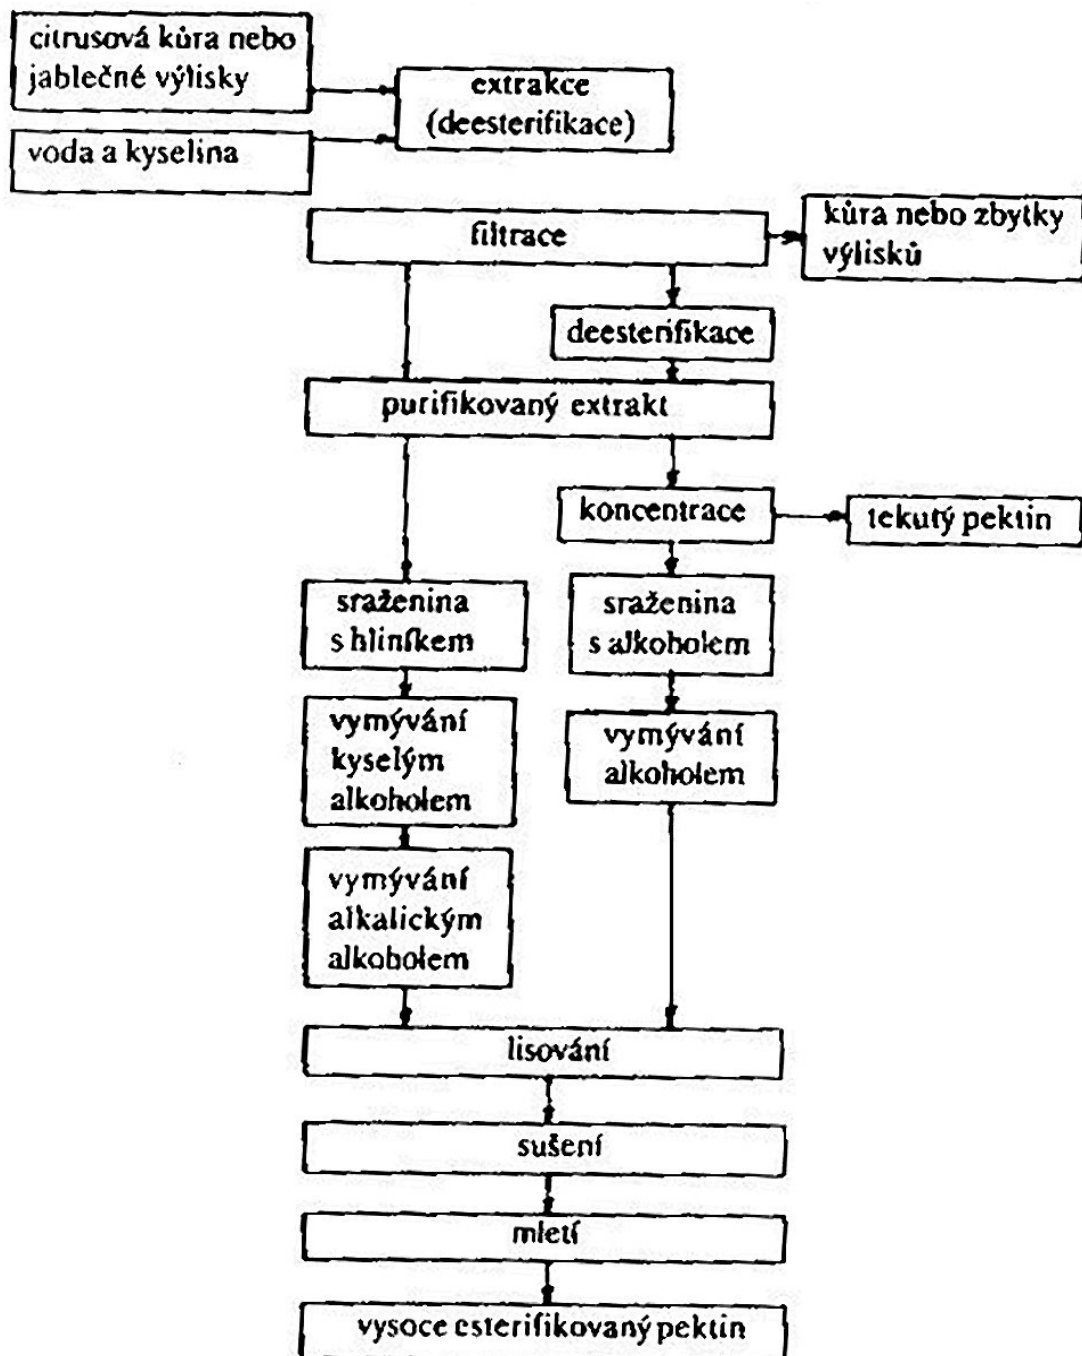 citrusová kůra nebo
jablečné výlisky
extrakce
(deesterifikace)
voda a kyselina
filtrace
kůra nebo zbytky
výlisků
deesterifikace
purifikovaný extrakt
koncentrace
tekutý pektin
sraženina
s hliníkem
sraženina
s alkoholem
vymývání
kyselým
alkoholem
vymývání
alkoholem
vymývání
alkalickým
alkoholem
lisování
sušení
mletí
vysoce esterifikovaný pektin